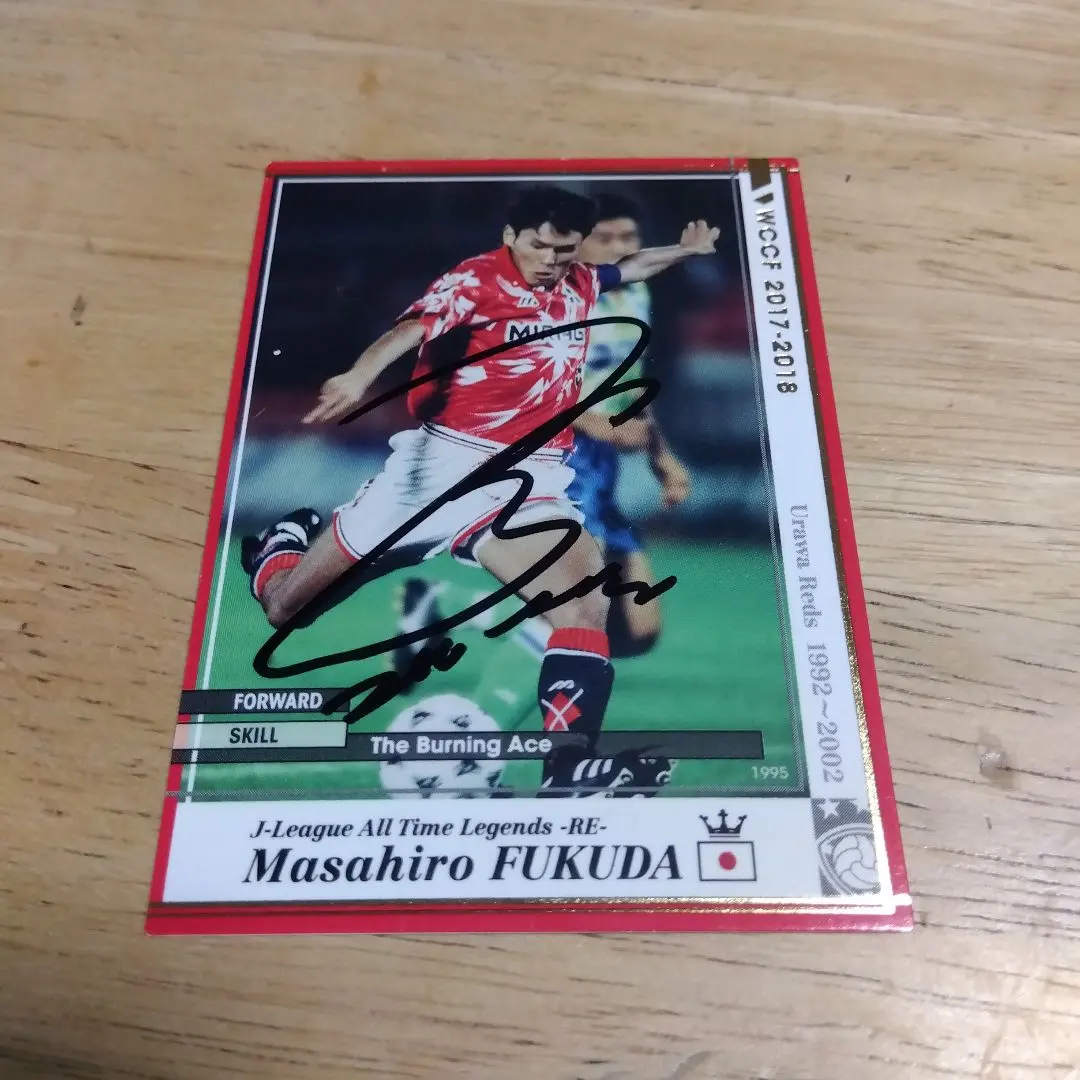 WCCF 2017-2018
Urawa Reds 1992~2002
FORWARD
SKILL
The Burning Ace
1995
J-League All Time Legends -RE-
Masahiro FUKUDA